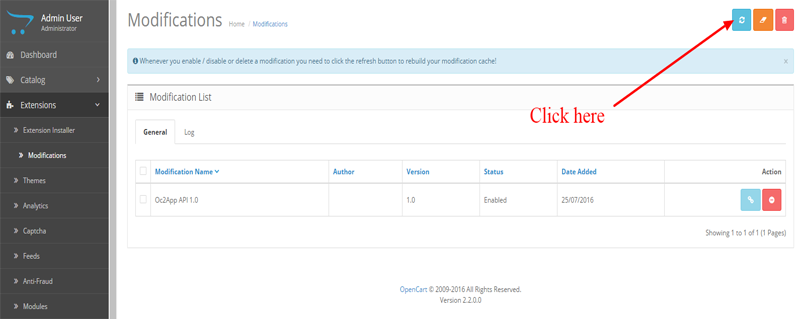 Admin User
Administrator
Dashboard
Catalog
Extensions
Extension Installer
Modifications
Themes
Analytics
Captcha
Feeds
Anti-Fraud
Modules
Modifications Home / Modifications
Whenever you enable / disable or delete a modification you need to click the refresh button to rebuild your modification cache! ×
Click here
Modification List
General Log
Modification Name Author Version Status Date Added Action
Oc2App API 1.0 1.0 Enabled 25/07/2016
Showing 1 to 1 of 1 (1 Pages)
OpenCart © 2009-2016 All Rights Reserved.
Version 2.2.0.0